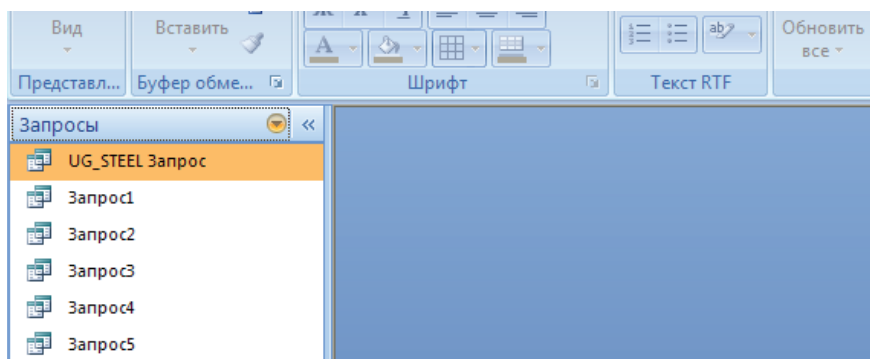 Вид
Вставить
Обновить
все
Представл...
Буфер обме...
Шрифт
Текст RTF
Запросы
UG_STEEL Запрос
Запрос1
Запрос2
Запрос3
Запрос4
Запрос5